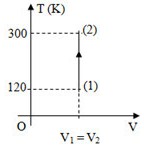 T (K)
300
(2)
120
(1)
O
V₁ = V₂
V